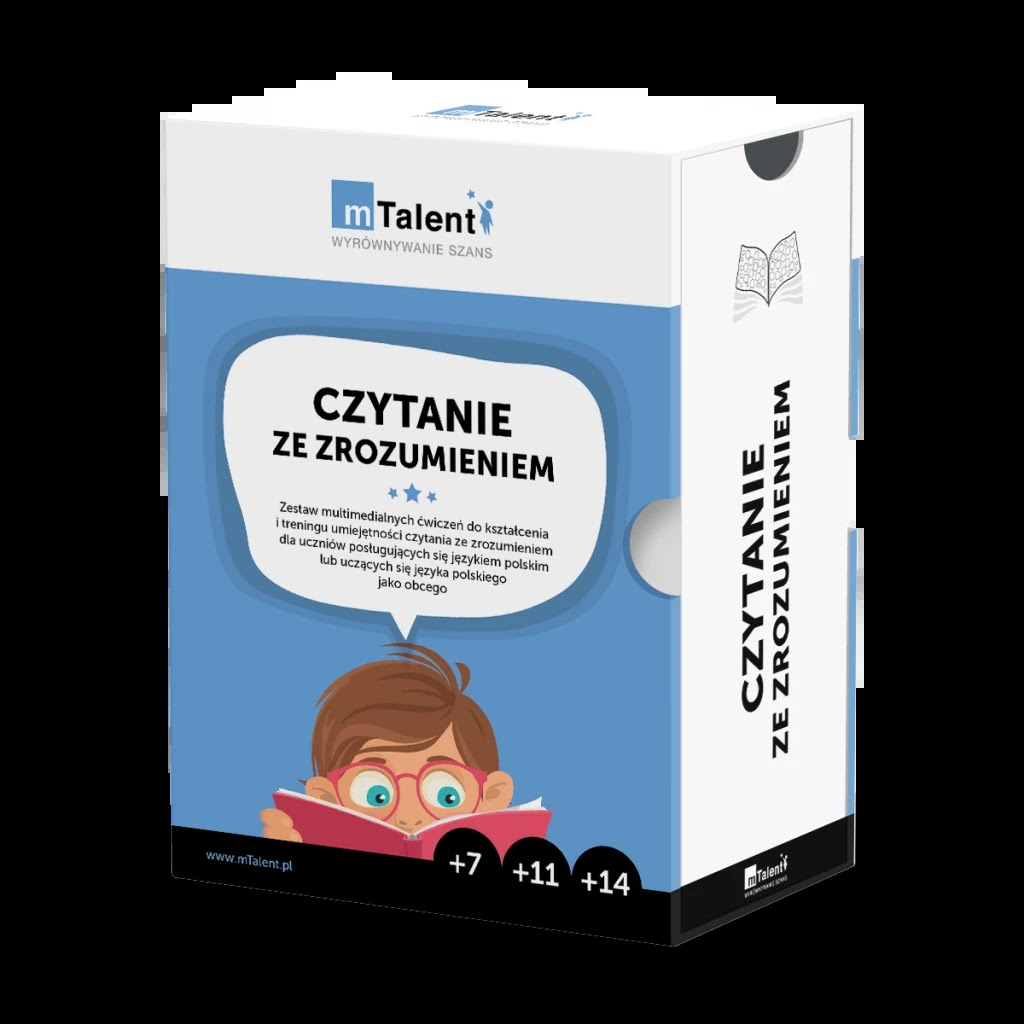 mTalent
mTalent
WYRÓWNYWANIE SZANS
CZYTANIE
ZE ZROZUMIENIEM
Zestaw multimedialnych ćwiczeń do kształcenia
i treningu umiejętności czytania ze zrozumieniem
dla uczniów posługujących się językiem polskim
lub uczących się języka polskiego
jako obcego
www.mTalent.pl
+7
+11
+14
CZYTANIE
ZE ZROZUMIENIEM
mTalent
WYRÓWNYWANIE SZANS